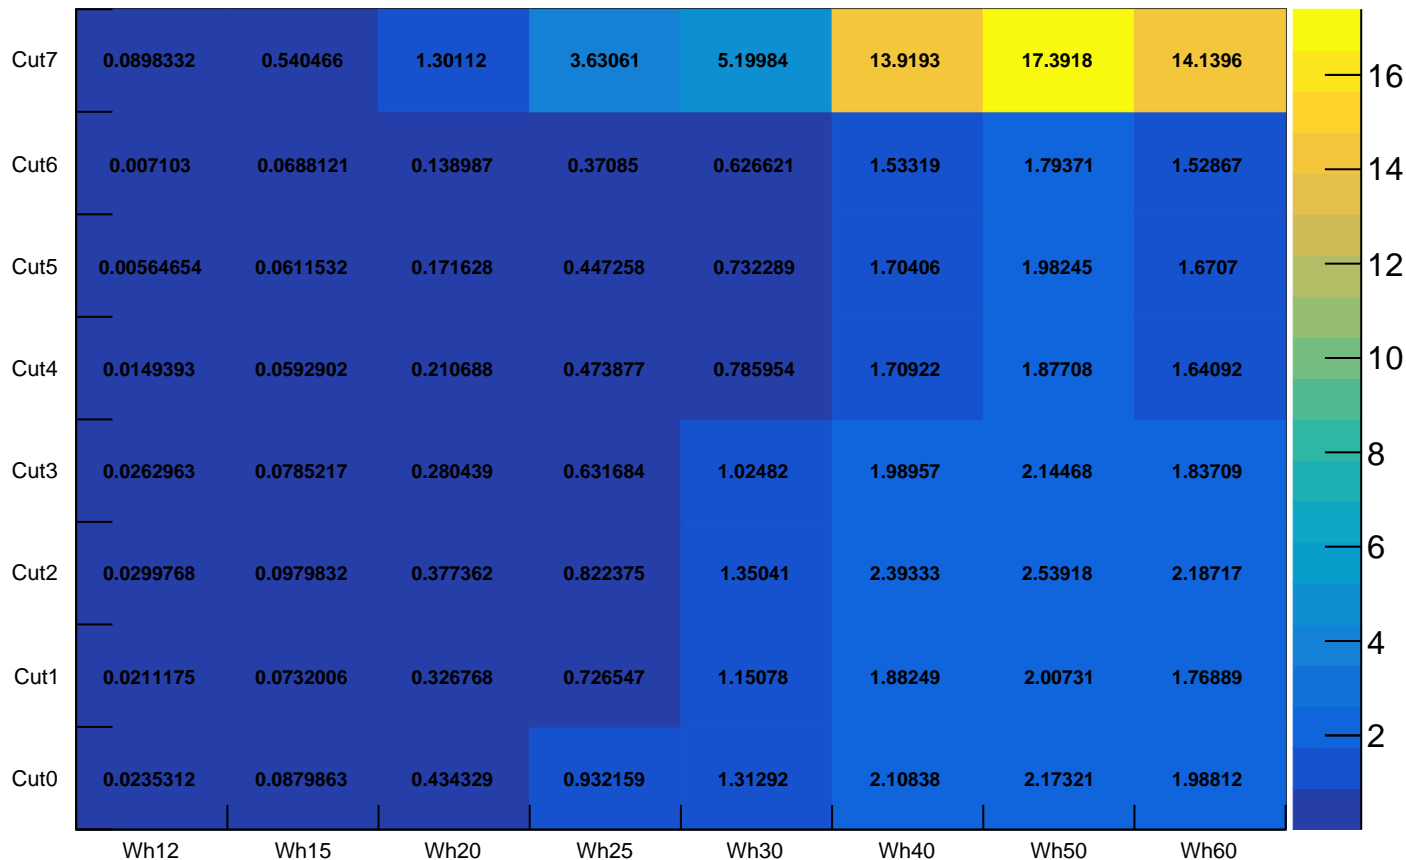 Cut7 0.0898332 0.540466 1.30112 3.63061 5.19984 13.9193 17.3918 14.1396
16
Cut6 0.007103 0.0688121 0.138987 0.37085 0.626621 1.53319 1.79371 1.52867
14
Cut5 0.00564654 0.0611532 0.171628 0.447258 0.732289 1.70406 1.98245 1.6707
12
Cut4 0.0149393 0.0592902 0.210688 0.473877 0.785954 1.70922 1.87708 1.64092
10
Cut3 0.0262963 0.0785217 0.280439 0.631684 1.02482 1.98957 2.14468 1.83709
8
6
Cut2 0.0299768 0.0979832 0.377362 0.822375 1.35041 2.39333 2.53918 2.18717
4
Cut1 0.0211175 0.0732006 0.326768 0.726547 1.15078 1.88249 2.00731 1.76889
2
Cut0 0.0235312 0.0879863 0.434329 0.932159 1.31292 2.10838 2.17321 1.98812
Wh12 Wh15 Wh20 Wh25 Wh30 Wh40 Wh50 Wh60